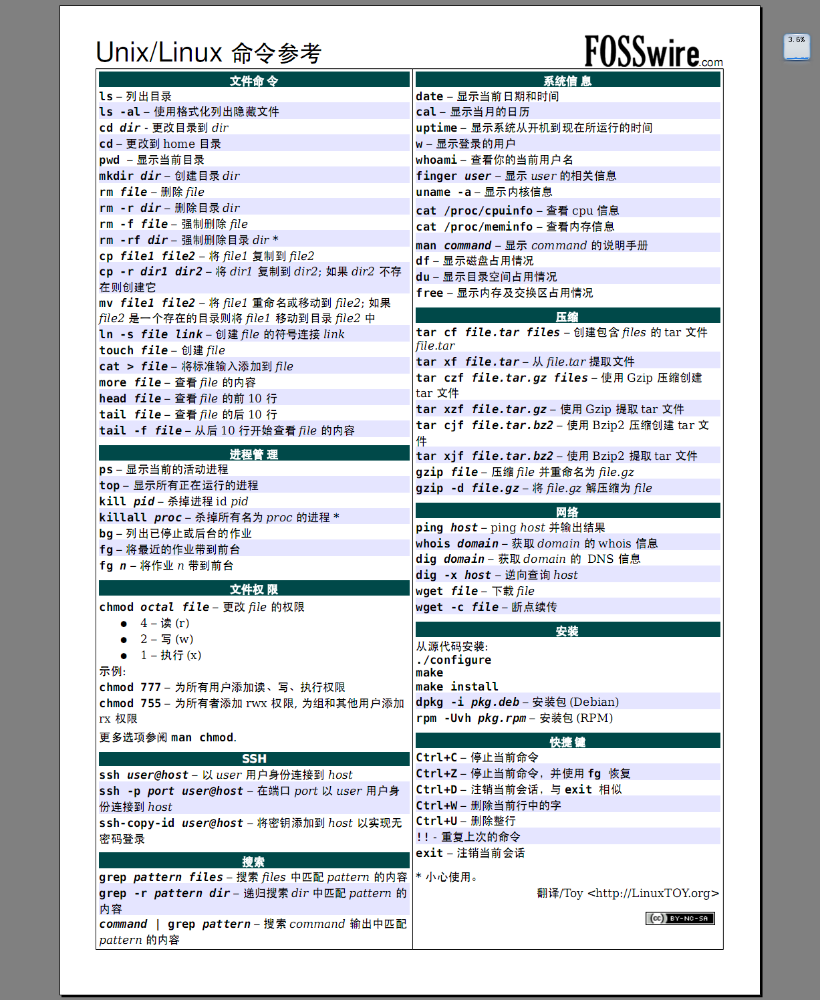 Unix/Linux 命令参考
FOSSwire.com
3.6%
文件命令
ls – 列出目录
ls -al – 使用格式化列出隐藏文件
cd dir - 更改目录到 dir
cd – 更改到 home 目录
pwd – 显示当前目录
mkdir dir – 创建目录 dir
rm file – 删除 file
rm -r dir – 删除目录 dir
rm -f file – 强制删除 file
rm -rf dir – 强制删除目录 dir *
cp file1 file2 – 将 file1 复制到 file2
cp -r dir1 dir2 – 将 dir1 复制到 dir2; 如果 dir2 不存
在则创建它
mv file1 file2 – 将 file1 重命名或移动到 file2; 如果
file2 是一个存在的目录则将 file1 移动到目录 file2 中
ln -s file link – 创建 file 的符号连接 link
touch file – 创建 file
cat > file – 将标准输入添加到 file
more file – 查看 file 的内容
head file – 查看 file 的前 10 行
tail file – 查看 file 的后 10 行
tail -f file – 从后 10 行开始查看 file 的内容
进程管理
ps – 显示当前的活动进程
top – 显示所有正在运行的进程
kill pid – 杀掉进程 id pid
killall proc – 杀掉所有名为 proc 的进程 *
bg – 列出已停止或后台的作业
fg – 将最近的作业带到前台
fg n – 将作业 n 带到前台
文件权限
chmod octal file – 更改 file 的权限
● 4 – 读 (r)
● 2 – 写 (w)
● 1 – 执行 (x)
示例:
chmod 777 – 为所有用户添加读、写、执行权限
chmod 755 – 为所有者添加 rwx 权限, 为组和其他用户添加
rx 权限
更多选项参阅 man chmod.
SSH
ssh user@host – 以 user 用户身份连接到 host
ssh -p port user@host – 在端口 port 以 user 用户身
份连接到 host
ssh-copy-id user@host – 将密钥添加到 host 以实现无
密码登录
搜索
grep pattern files – 搜索 files 中匹配 pattern 的内容
grep -r pattern dir – 递归搜索 dir 中匹配 pattern 的
内容
command | grep pattern – 搜索 command 输出中匹配
pattern 的内容
系统信息
date – 显示当前日期和时间
cal – 显示当月的日历
uptime – 显示系统从开机到现在所运行的时间
w – 显示登录的用户
whoami – 查看你的当前用户名
finger user – 显示 user 的相关信息
uname -a – 显示内核信息
cat /proc/cpuinfo – 查看 cpu 信息
cat /proc/meminfo – 查看内存信息
man command – 显示 command 的说明手册
df – 显示磁盘占用情况
du – 显示目录空间占用情况
free – 显示内存及交换区占用情况
压缩
tar cf file.tar files – 创建包含 files 的 tar 文件
file.tar
tar xf file.tar – 从 file.tar 提取文件
tar czf file.tar.gz files – 使用 Gzip 压缩创建
tar 文件
tar xzf file.tar.gz – 使用 Gzip 提取 tar 文件
tar cjf file.tar.bz2 – 使用 Bzip2 压缩创建 tar 文
件
tar xjf file.tar.bz2 – 使用 Bzip2 提取 tar 文件
gzip file – 压缩 file 并重命名为 file.gz
gzip -d file.gz – 将 file.gz 解压缩为 file
网络
ping host – ping host 并输出结果
whois domain – 获取 domain 的 whois 信息
dig domain – 获取 domain 的 DNS 信息
dig -x host – 逆向查询 host
wget file – 下载 file
wget -c file – 断点续传
安装
从源代码安装:
./configure
make
make install
dpkg -i pkg.deb – 安装包 (Debian)
rpm -Uvh pkg.rpm – 安装包 (RPM)
快捷键
Ctrl+C – 停止当前命令
Ctrl+Z – 停止当前命令，并使用 fg 恢复
Ctrl+D – 注销当前会话，与 exit 相似
Ctrl+W – 删除当前行中的字
Ctrl+U – 删除整行
!! - 重复上次的命令
exit – 注销当前会话
* 小心使用。
翻译/Toy <http://LinuxTOY.org>
(cc) BY-NC-SA